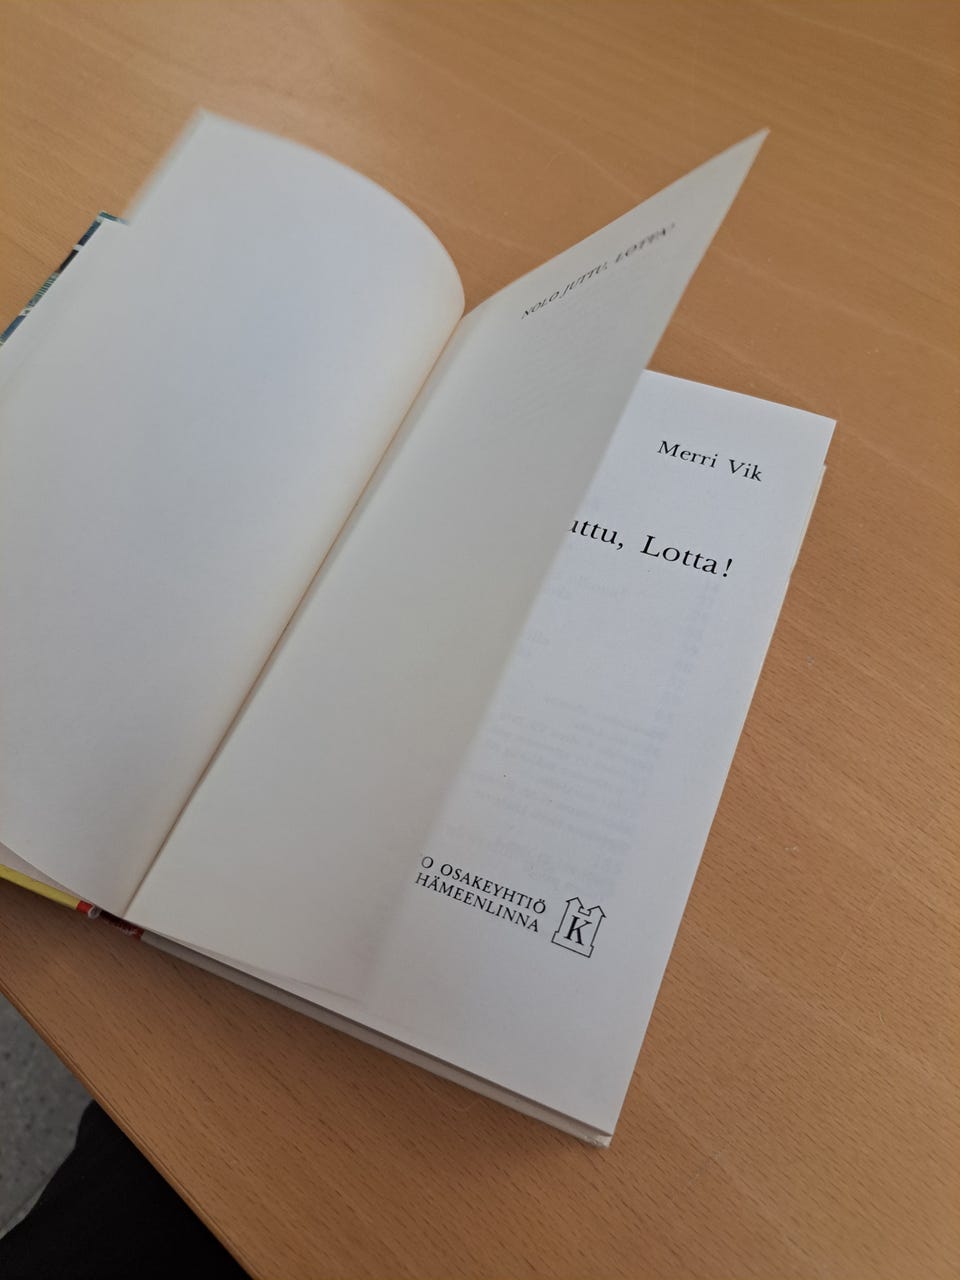 NOLO JUTTU, LOTTA!
Merri Vik
uttu, Lotta!
O OSAKEYHTIÖ
HÄMEENLINNA
K